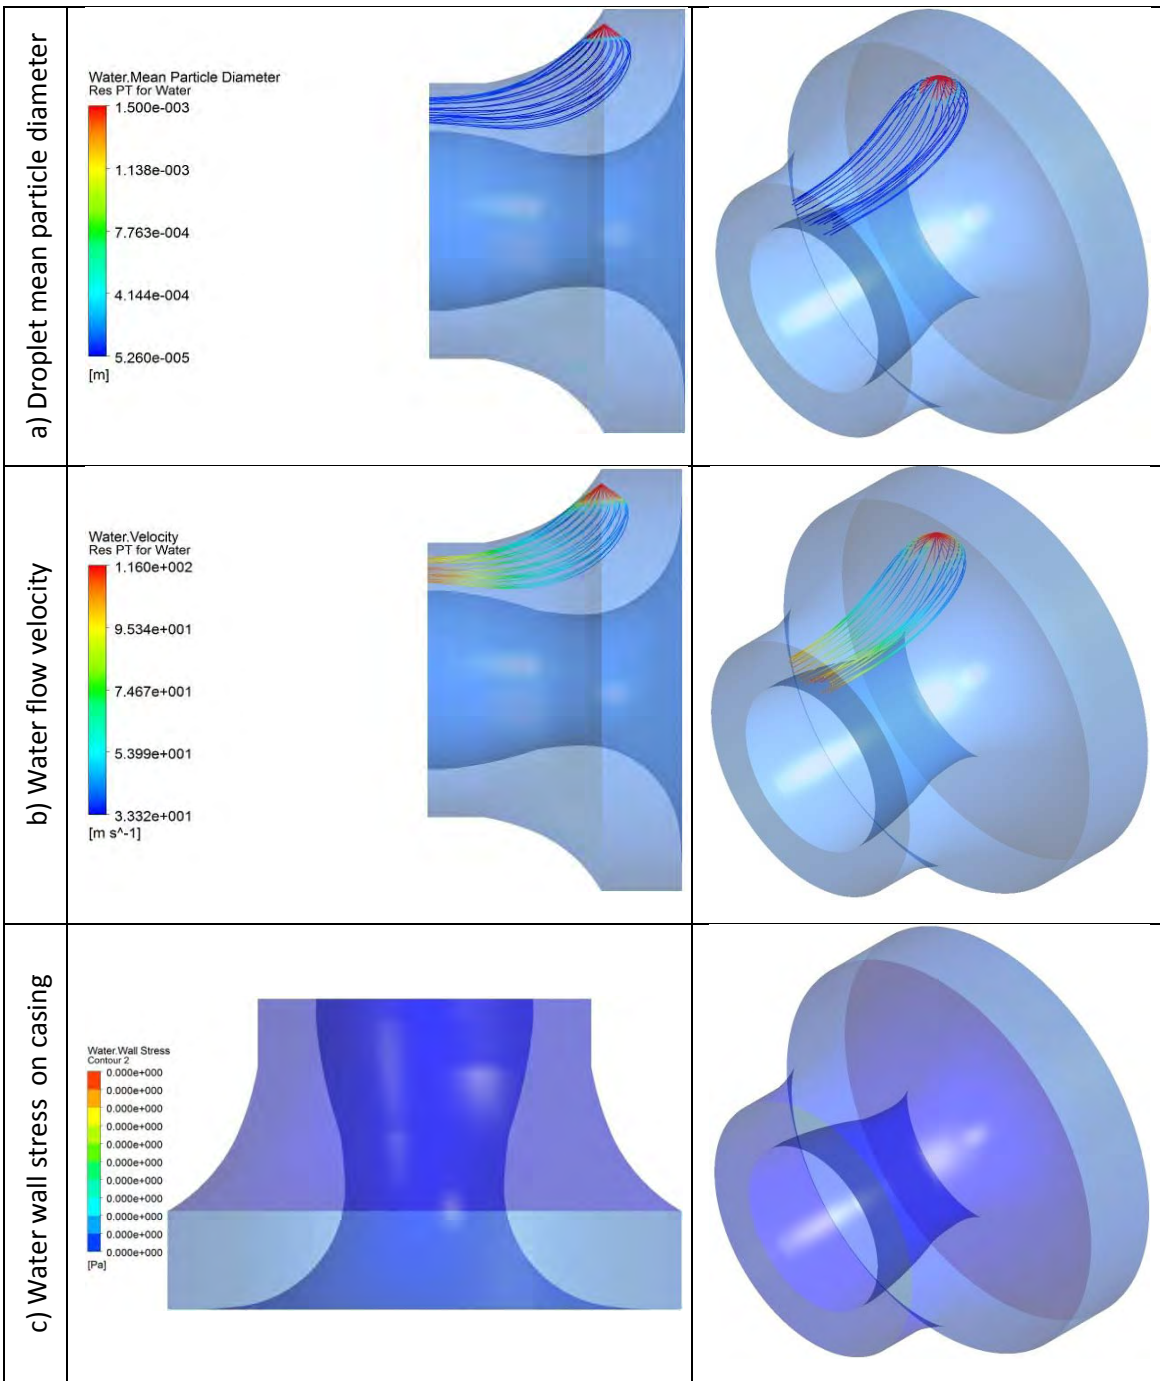 a) Droplet mean particle diameter
Water.Mean Particle Diameter
Res PT for Water
1.500e-003
1.138e-003
7.763e-004
4.144e-004
5.260e-005
[m]
b) Water flow velocity
Water.Velocity
Res PT for Water
1.160e+002
9.534e+001
7.467e+001
5.399e+001
3.332e+001
[m s^-1]
c) Water wall stress on casing
Water.Wall Stress
Contour 2
0.000e+000
0.000e+000
0.000e+000
0.000e+000
0.000e+000
0.000e+000
0.000e+000
0.000e+000
0.000e+000
0.000e+000
0.000e+000
[Pa]